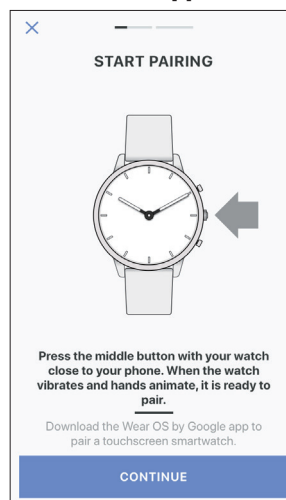 START PAIRING
Press the middle button with your watch
close to your phone. When the watch
vibrates and hands animate, it is ready to
pair.
Download the Wear OS by Google app to
pair a touchscreen smartwatch.
CONTINUE